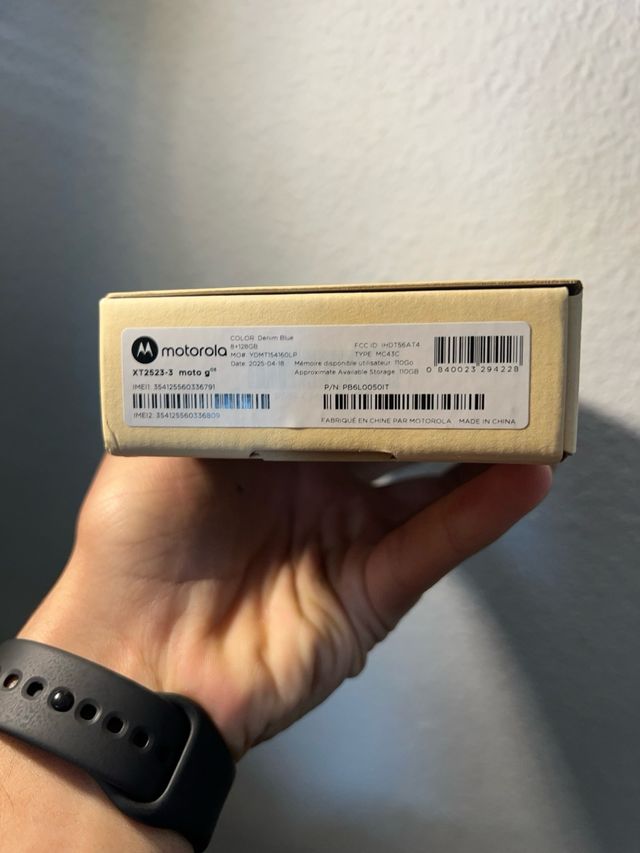 motorola
COLOR: Denim Blue
8+128GB
MO#: YDMT154160LP
Date: 2025-04-18
FCC ID: IHDT56AT4
TYPE: MC43C
Mémoire disponible utilisateur: 110Go
Approximate Available Storage: 110GB
0 840023 294228
XT2523-3 moto g
IMEI1: 354125560336791
P/N: PB6L0050IT
IMEI2: 354125560336809
FABRIQUÉ EN CHINE PAR MOTOROLA MADE IN CHINA